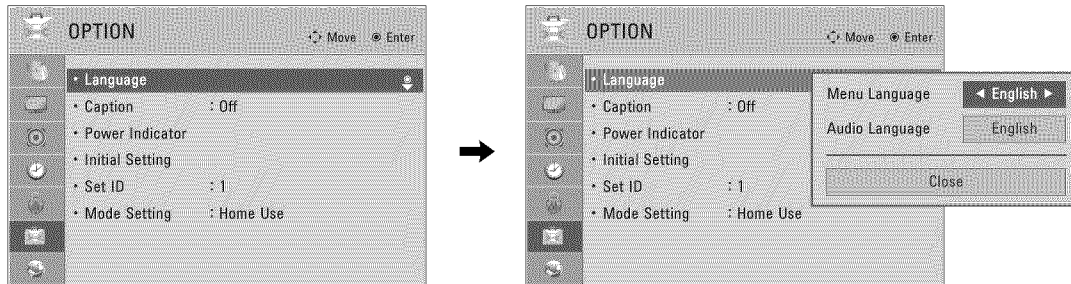 OPTION
Move Enter
• Language
• Caption : Off
• Power Indicator
• Initial Setting
• Set ID : 1
• Mode Setting : Home Use
OPTION
Move Enter
• Language
• Caption : Off
• Power Indicator
• Initial Setting
• Set ID : 1
• Mode Setting : Home Use
Menu Language ◄ English ►
Audio Language English
Close